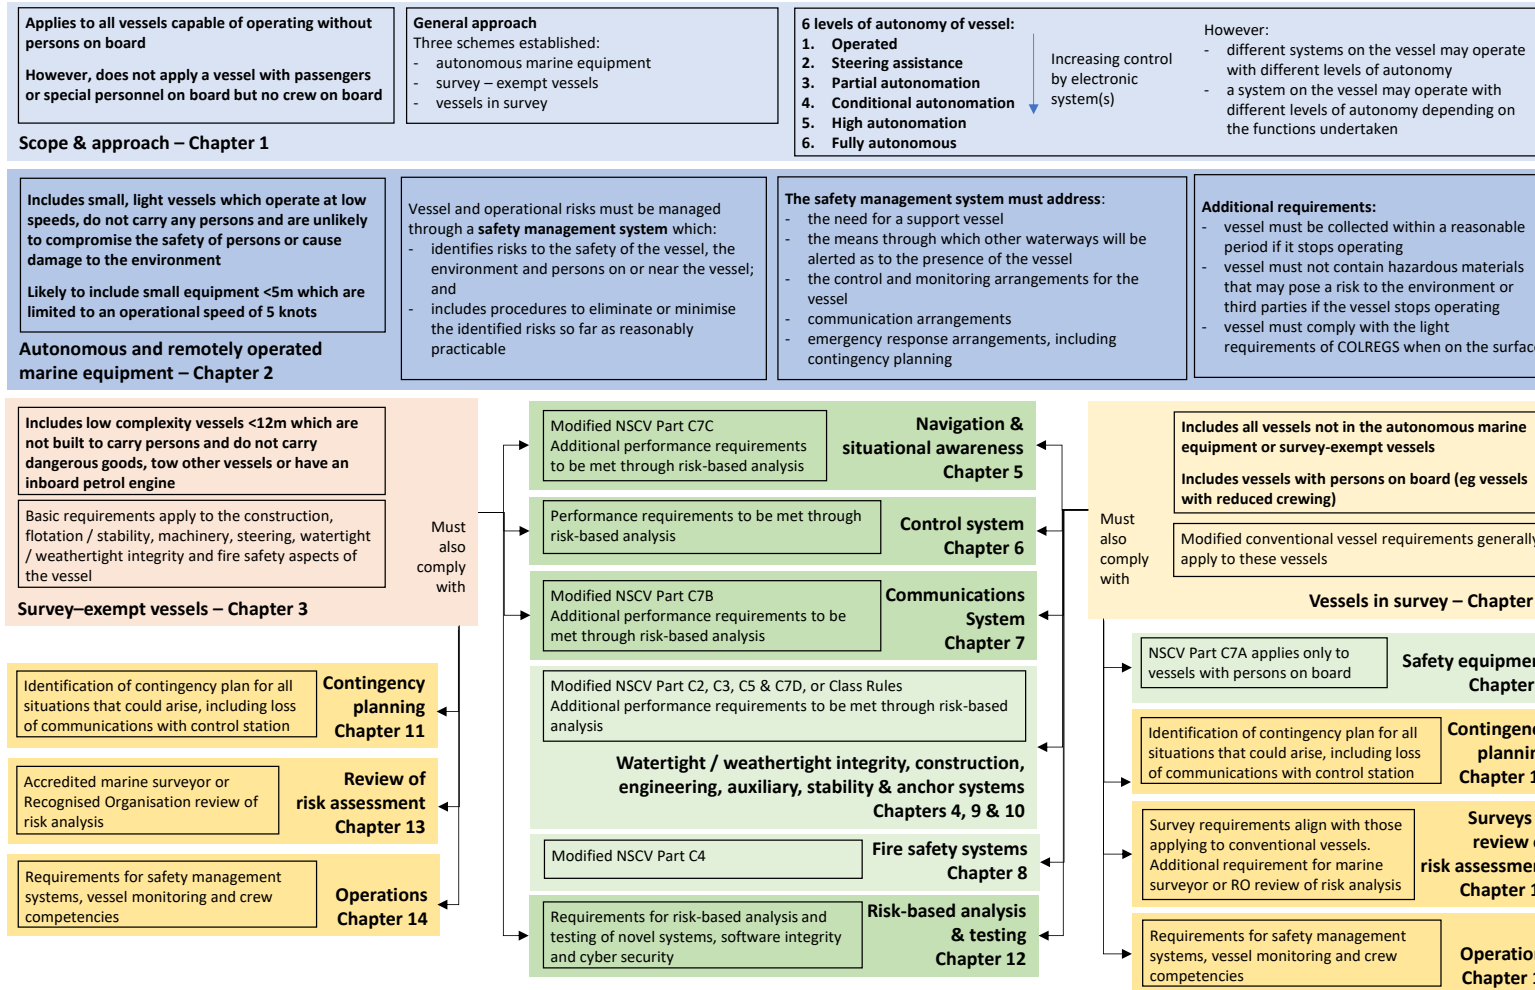 Applies to all vessels capable of operating without
persons on board
However, does not apply a vessel with passengers
or special personnel on board but no crew on board
General approach
Three schemes established:
- autonomous marine equipment
- survey – exempt vessels
- vessels in survey
6 levels of autonomy of vessel:
1. Operated
2. Steering assistance
3. Partial autonomation
4. Conditional autonomation
5. High autonomation
6. Fully autonomous
Increasing control
by electronic
system(s)
However:
- different systems on the vessel may operate
with different levels of autonomy
- a system on the vessel may operate with
different levels of autonomy depending on
the functions undertaken
Scope & approach – Chapter 1
Includes small, light vessels which operate at low
speeds, do not carry any persons and are unlikely
to compromise the safety of persons or cause
damage to the environment
Likely to include small equipment <5m which are
limited to an operational speed of 5 knots
Autonomous and remotely operated
marine equipment – Chapter 2
Vessel and operational risks must be managed
through a safety management system which:
- identifies risks to the safety of the vessel, the
environment and persons on or near the vessel;
and
- includes procedures to eliminate or minimise
the identified risks so far as reasonably
practicable
The safety management system must address:
- the need for a support vessel
- the means through which other waterways will be
alerted as to the presence of the vessel
- the control and monitoring arrangements for the
vessel
- communication arrangements
- emergency response arrangements, including
contingency planning
Additional requirements:
- vessel must be collected within a reasonable
period if it stops operating
- vessel must not contain hazardous materials
that may pose a risk to the environment or
third parties if the vessel stops operating
- vessel must comply with the light
requirements of COLREGS when on the surfac
Includes low complexity vessels <12m which are
not built to carry persons and do not carry
dangerous goods, tow other vessels or have an
inboard petrol engine
Basic requirements apply to the construction,
flotation / stability, machinery, steering, watertight
/ weathertight integrity and fire safety aspects of
the vessel
Must
also
comply
with
Survey–exempt vessels – Chapter 3
Identification of contingency plan for all
situations that could arise, including loss
of communications with control station
Contingency
planning
Chapter 11
Accredited marine surveyor or
Recognised Organisation review of
risk analysis
Review of
risk assessment
Chapter 13
Requirements for safety management
systems, vessel monitoring and crew
competencies
Operations
Chapter 14
Modified NSCV Part C7C
Additional performance requirements
to be met through risk-based analysis
Navigation &
situational awareness
Chapter 5
Performance requirements to be met through
risk-based analysis
Control system
Chapter 6
Modified NSCV Part C7B
Additional performance requirements to be
met through risk-based analysis
Communications
System
Chapter 7
Modified NSCV Part C2, C3, C5 & C7D, or Class Rules
Additional performance requirements to be met through risk-based
analysis
Watertight / weathertight integrity, construction,
engineering, auxiliary, stability & anchor systems
Chapters 4, 9 & 10
Modified NSCV Part C4
Fire safety systems
Chapter 8
Requirements for risk-based analysis and
testing of novel systems, software integrity
and cyber security
Risk-based analysis
& testing
Chapter 12
Includes all vessels not in the autonomous marine
equipment or survey-exempt vessels
Includes vessels with persons on board (eg vessels
with reduced crewing)
Modified conventional vessel requirements generally
apply to these vessels
Must
also
comply
with
Vessels in survey – Chapter
NSCV Part C7A applies only to
vessels with persons on board
Safety equipmen
Chapter
Identification of contingency plan for all
situations that could arise, including loss
of communications with control station
Contingenc
plannin
Chapter 1
Survey requirements align with those
applying to conventional vessels.
Additional requirement for marine
surveyor or RO review of risk analysis
Surveys
review
risk assessmen
Chapter 1
Requirements for safety management
systems, vessel monitoring and crew
competencies
Operation
Chapter 1